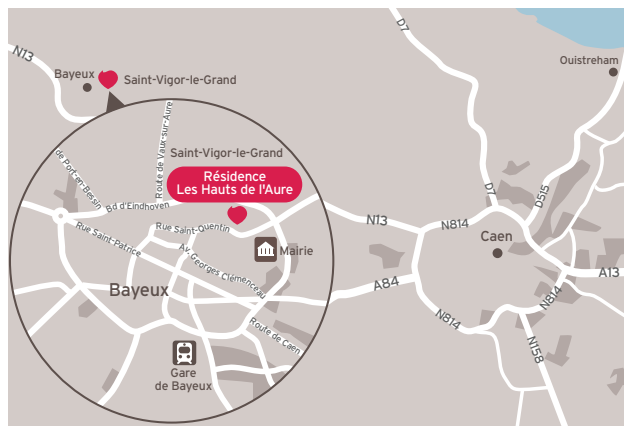 N13
Bayeux
Saint-Vigor-le-Grand
D7
Ouistreham
de Port-en-Bessin
Route de Vaux-sur-Aure
Saint-Vigor-le-Grand
Résidence
Les Hauts de l'Aure
Bd d'Eindhoven
Rue Saint-Patrice
Rue Saint-Quentin
Av. Georges Clémenceau
Mairie
Bayeux
Route de Caen
Gare
de Bayeux
N13
N814
D7
D515
Caen
A84
A13
N814
N814
N158